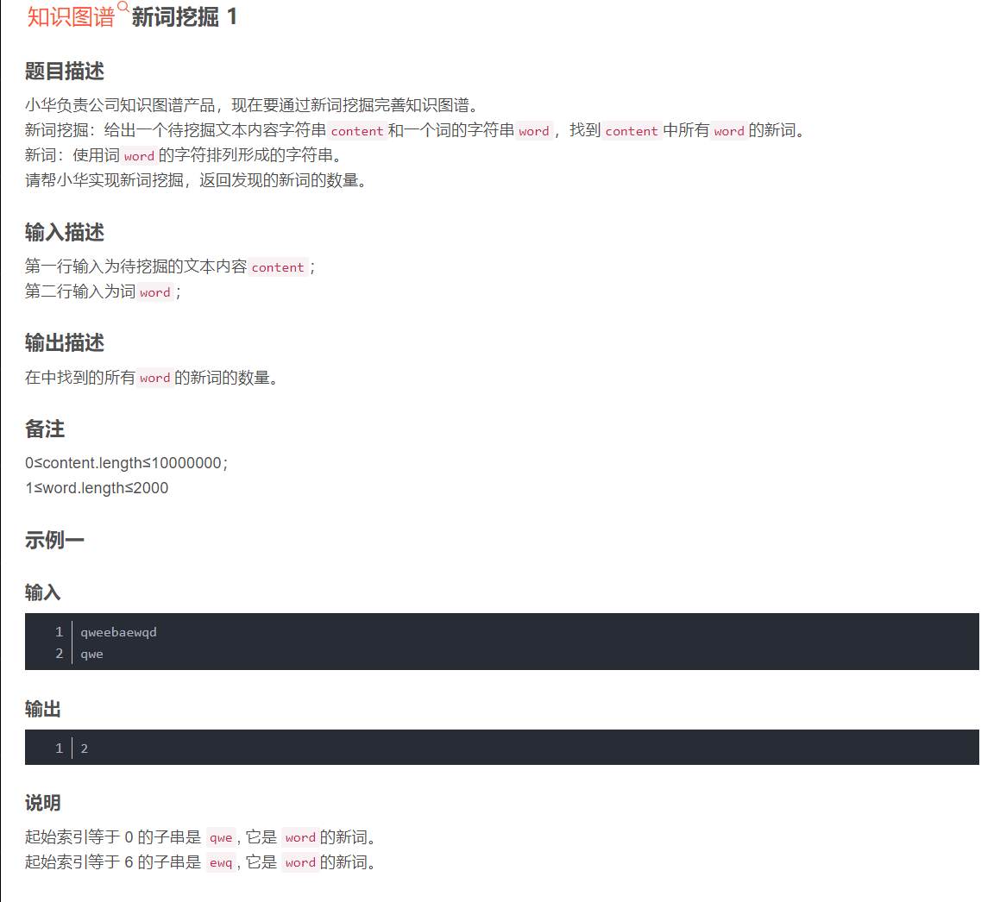 知识图谱 新词挖掘 1
题目描述
小华负责公司知识图谱产品，现在要通过新词挖掘完善知识图谱。
新词挖掘：给出一个待挖掘文本内容字符串 content 和一个词的字符串 word ，找到 content 中所有 word 的新词。
新词：使用词 word 的字符排列形成的字符串。
请帮小华实现新词挖掘，返回发现的新词的数量。
输入描述
第一行输入为待挖掘的文本内容 content ；
第二行输入为词 word ；
输出描述
在中找到的所有 word 的新词的数量。
备注
0≤content.length≤10000000；
1≤word.length≤2000
示例一
输入
1 qweebaewqd
2 qwe
输出
1 2
说明
起始索引等于 0 的子串是 qwe , 它是 word 的新词。
起始索引等于 6 的子串是 ewq , 它是 word 的新词。